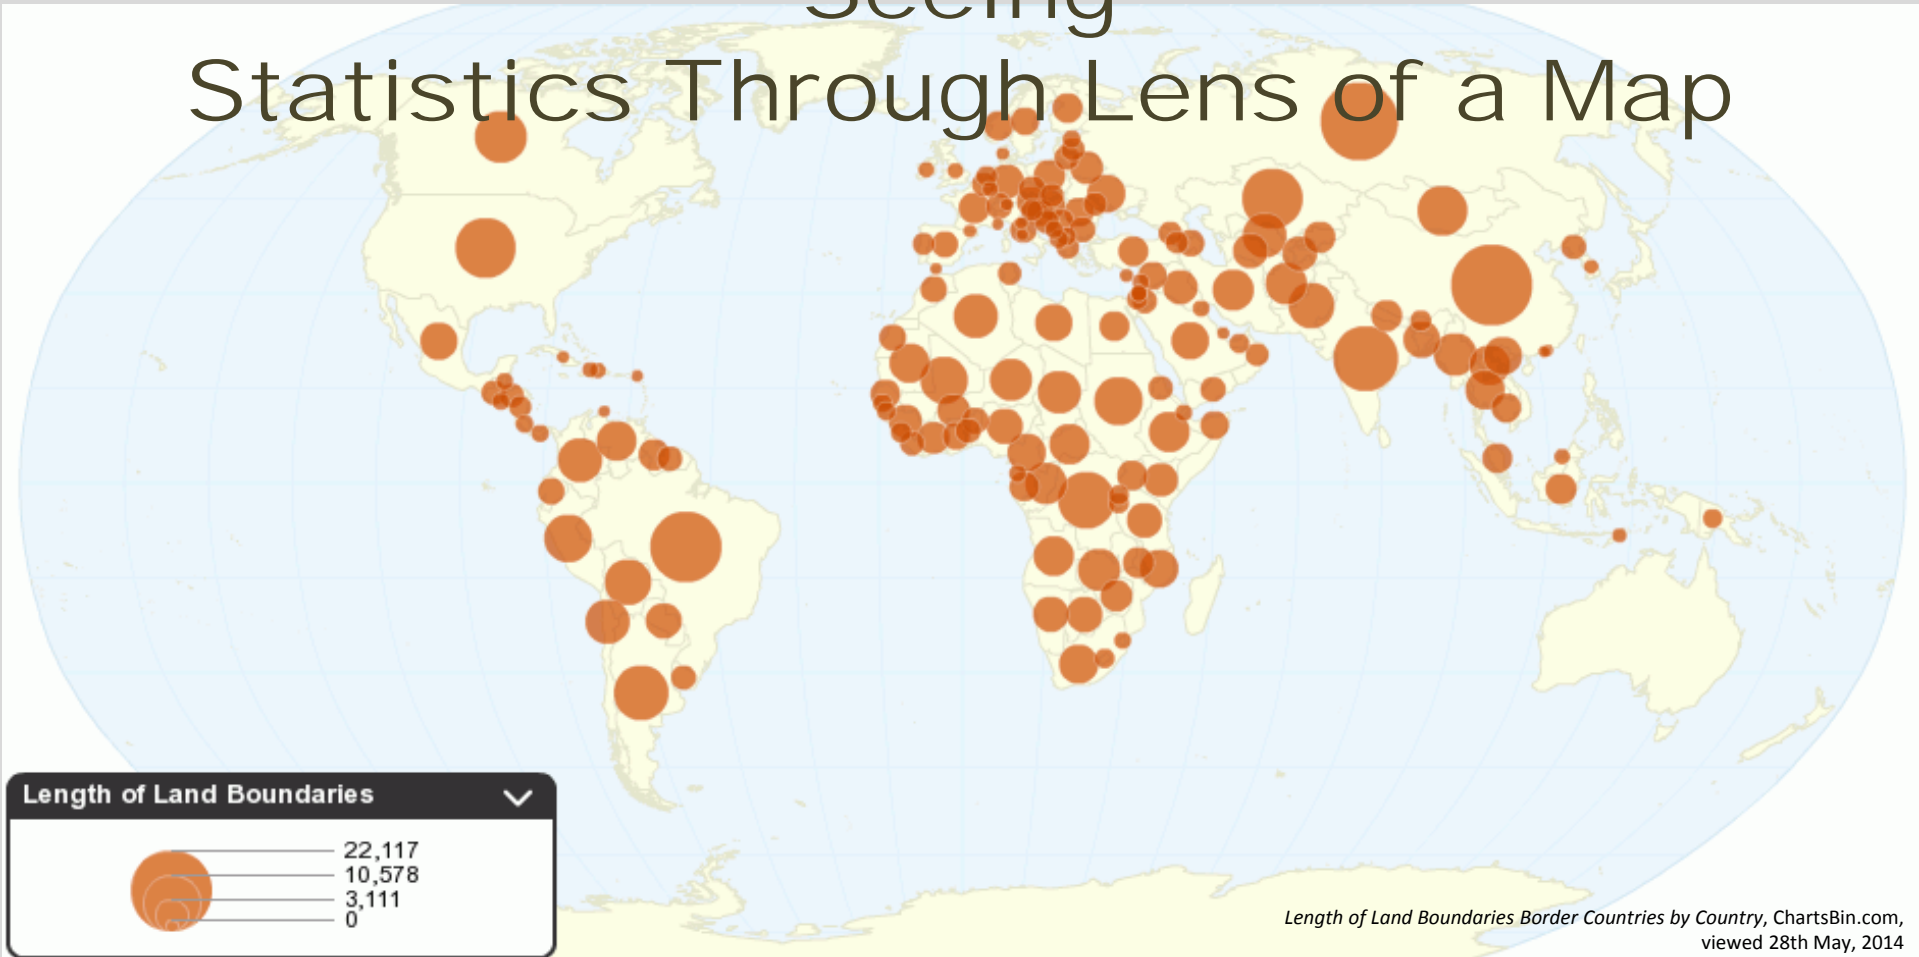 Seeing
Statistics Through Lens of a Map
Length of Land Boundaries
22,117
10,578
3,111
0
Length of Land Boundaries Border Countries by Country, ChartsBin.com,
viewed 28th May, 2014